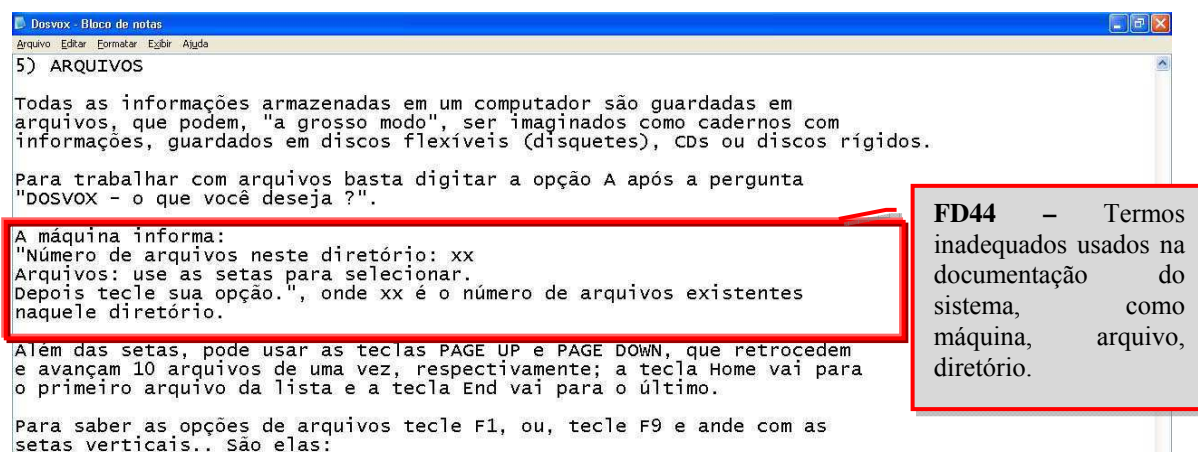 Dosvox - Bloco de notas
Arquivo Editar Formatar Exibir Ajuda
5) ARQUIVOS
Todas as informações armazenadas em um computador são guardadas em
arquivos, que podem, "a grosso modo", ser imaginados como cadernos com
informações, guardados em discos flexíveis (disquetes), CDs ou discos rígidos.
Para trabalhar com arquivos basta digitar a opção A após a pergunta
"DOSVOX - o que você deseja ?".
A máquina informa:
"Número de arquivos neste diretório: xx
Arquivos: use as setas para selecionar.
Depois tecle sua opção.", onde xx é o número de arquivos existentes
naquele diretório.
Além das setas, pode usar as teclas PAGE UP e PAGE DOWN, que retrocedem
e avançam 10 arquivos de uma vez, respectivamente; a tecla Home vai para
o primeiro arquivo da lista e a tecla End vai para o último.
Para saber as opções de arquivos tecle F1, ou, tecle F9 e ande com as
setas verticais.. São elas:
FD44 – Termos
inadequados usados na
documentação do
sistema, como
máquina, arquivo,
diretório.